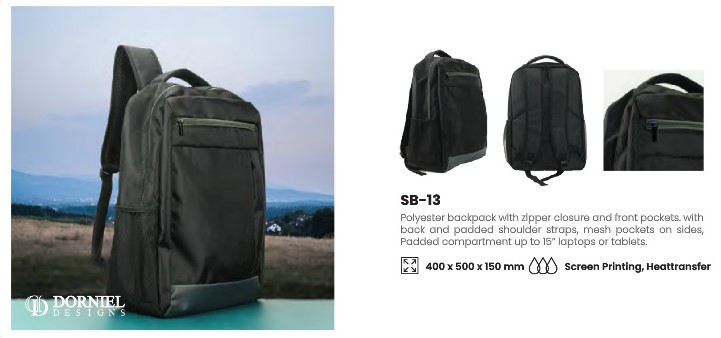 DORNIEL
DESIGNS
SB-13
Polyester backpack with zipper closure and front pockets. with
back and padded shoulder straps, mesh pockets on sides,
Padded compartment up to 15" laptops or tablets.
400 x 500 x 150 mm
Screen Printing, Heattransfer